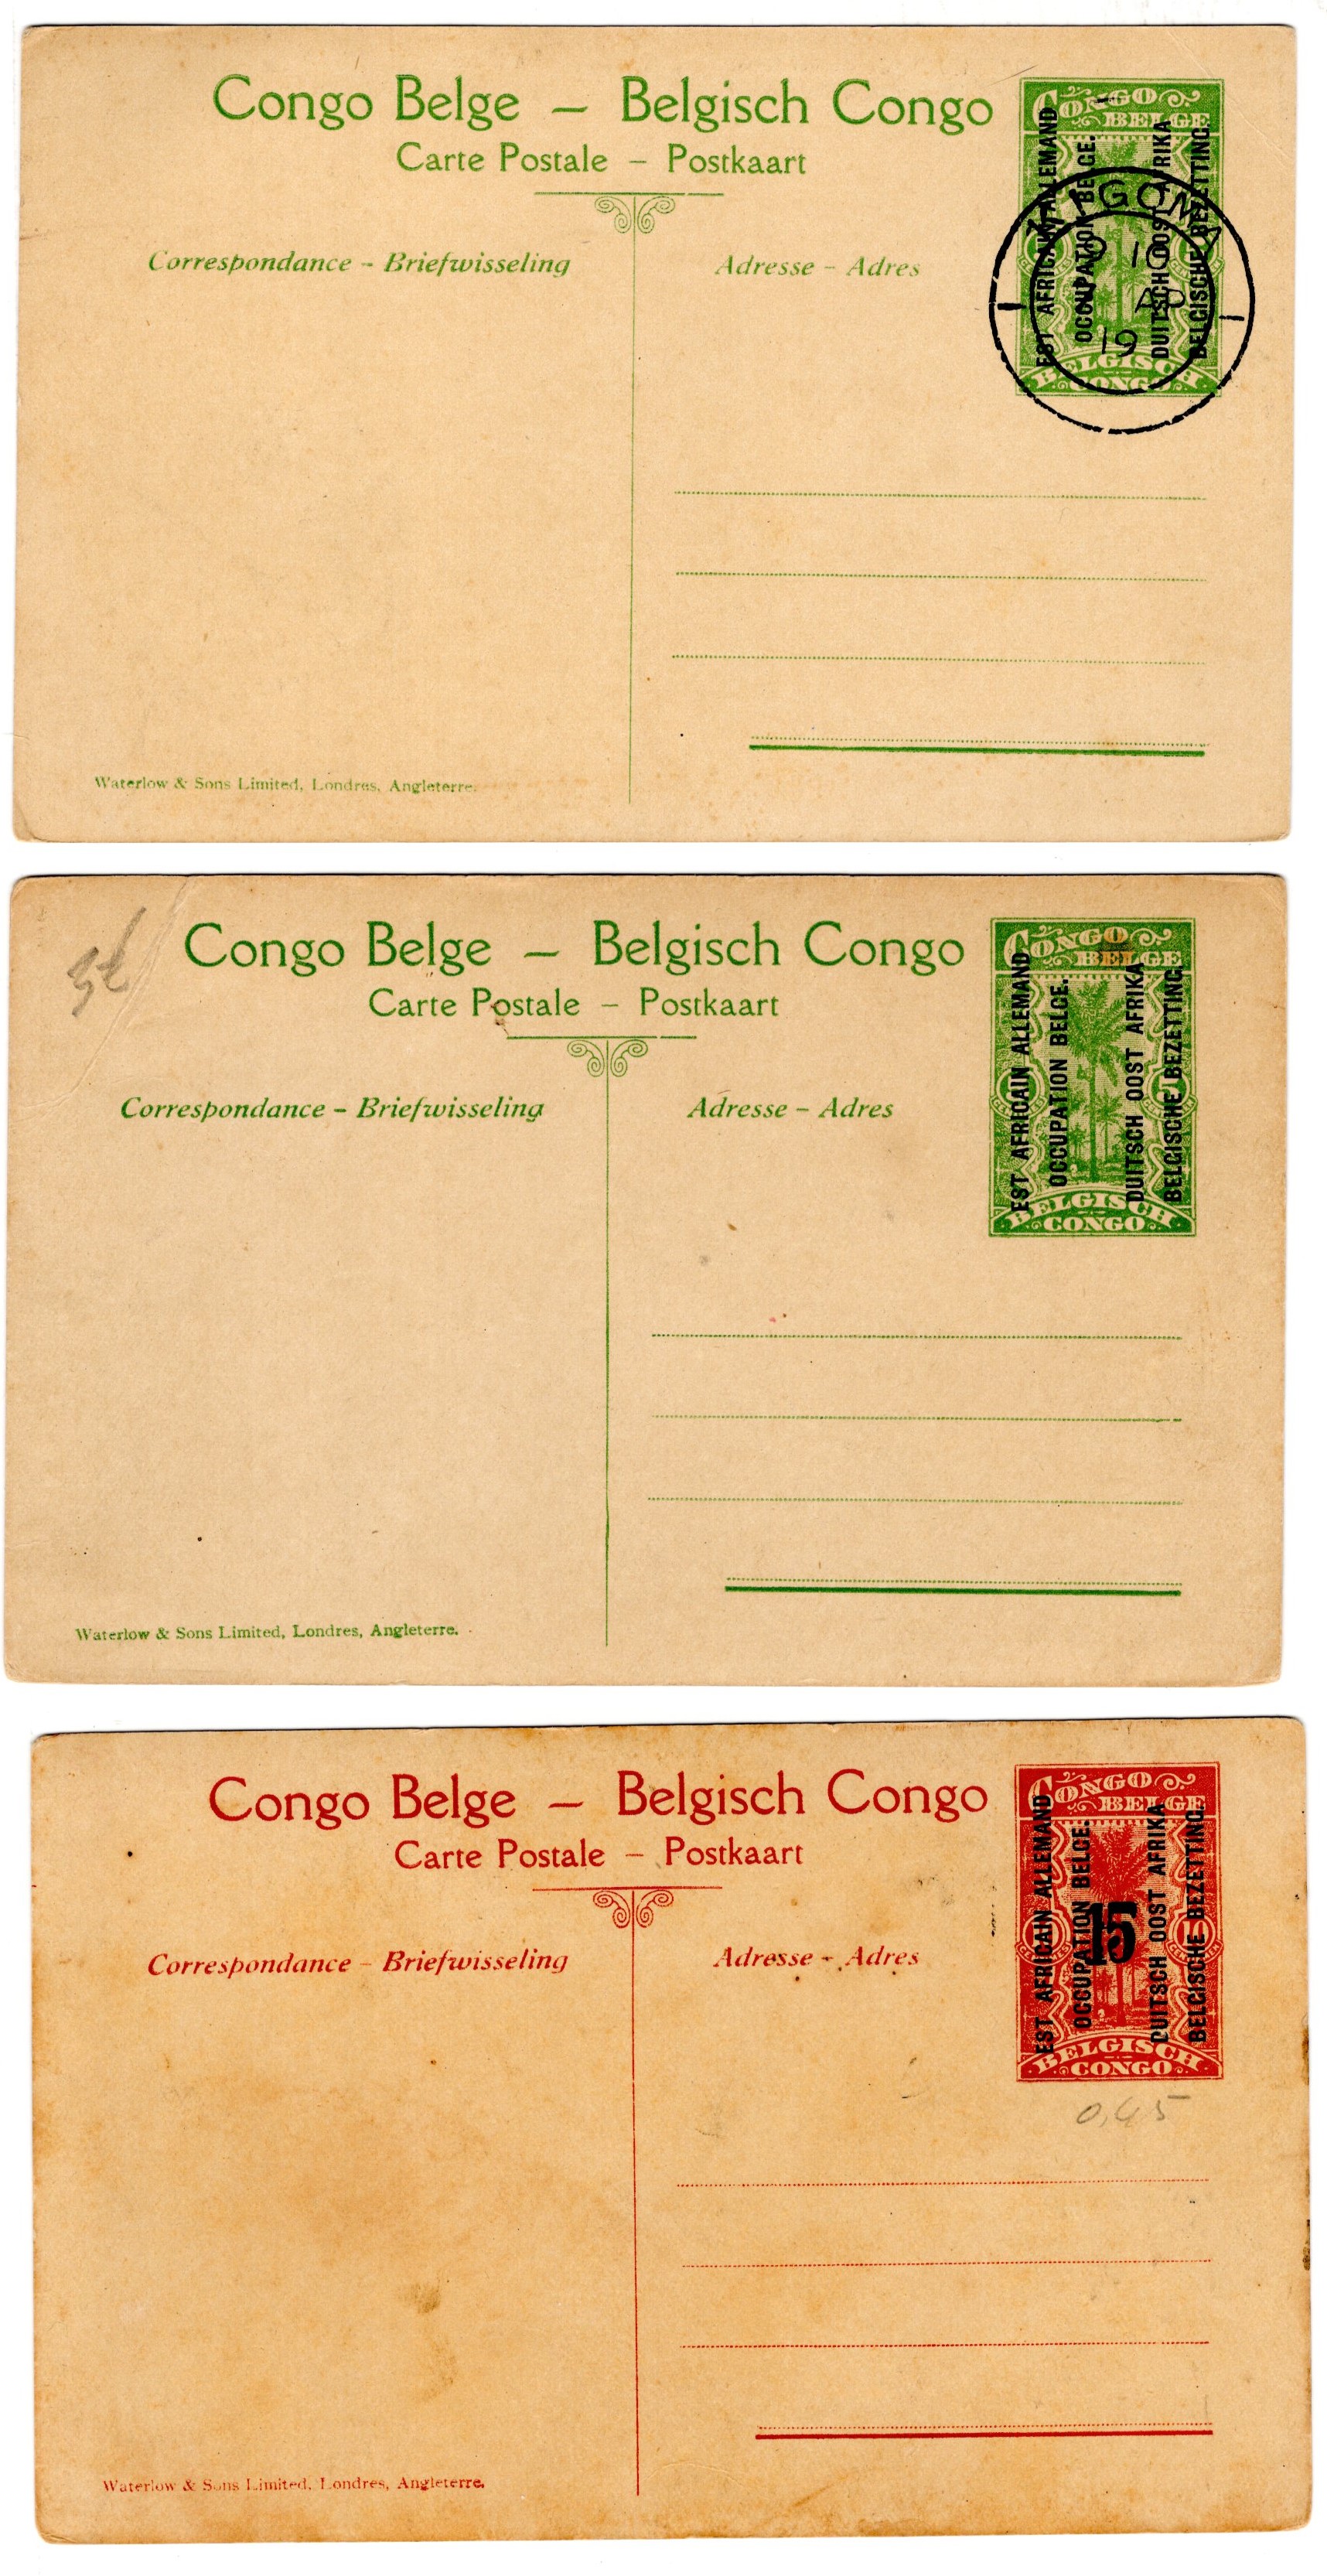 Congo Belge – Belgisch Congo
Carte Postale – Postkaart
Correspondance - Briefwisseling
Adresse - Adres
CONGO
BELGE
EST AFRICAIN ALLEMAND
OCCUPATION BELGE.
DUITSCH OOST AFRIKA
BELGISCHE BEZETTING.
KIGOMA
10
19
BELGISCH
CONGO
Waterlow & Sons Limited, Londres, Angleterre.
Congo Belge – Belgisch Congo
Carte Postale – Postkaart
Correspondance - Briefwisseling
Adresse - Adres
CONGO
BELGE
EST AFRICAIN ALLEMAND
OCCUPATION BELGE.
DUITSCH OOST AFRIKA
BELGISCHE BEZETTING.
BELGISCH
CONGO
Waterlow & Sons Limited, Londres, Angleterre.
Congo Belge – Belgisch Congo
Carte Postale – Postkaart
Correspondance - Briefwisseling
Adresse - Adres
CONGO
BELGE
EST AFRICAIN ALLEMAND
OCCUPATION BELGE.
15
DUITSCH OOST AFRIKA
BELGISCHE BEZETTING.
BELGISCH
CONGO
0,45
Waterlow & Sons Limited, Londres, Angleterre.